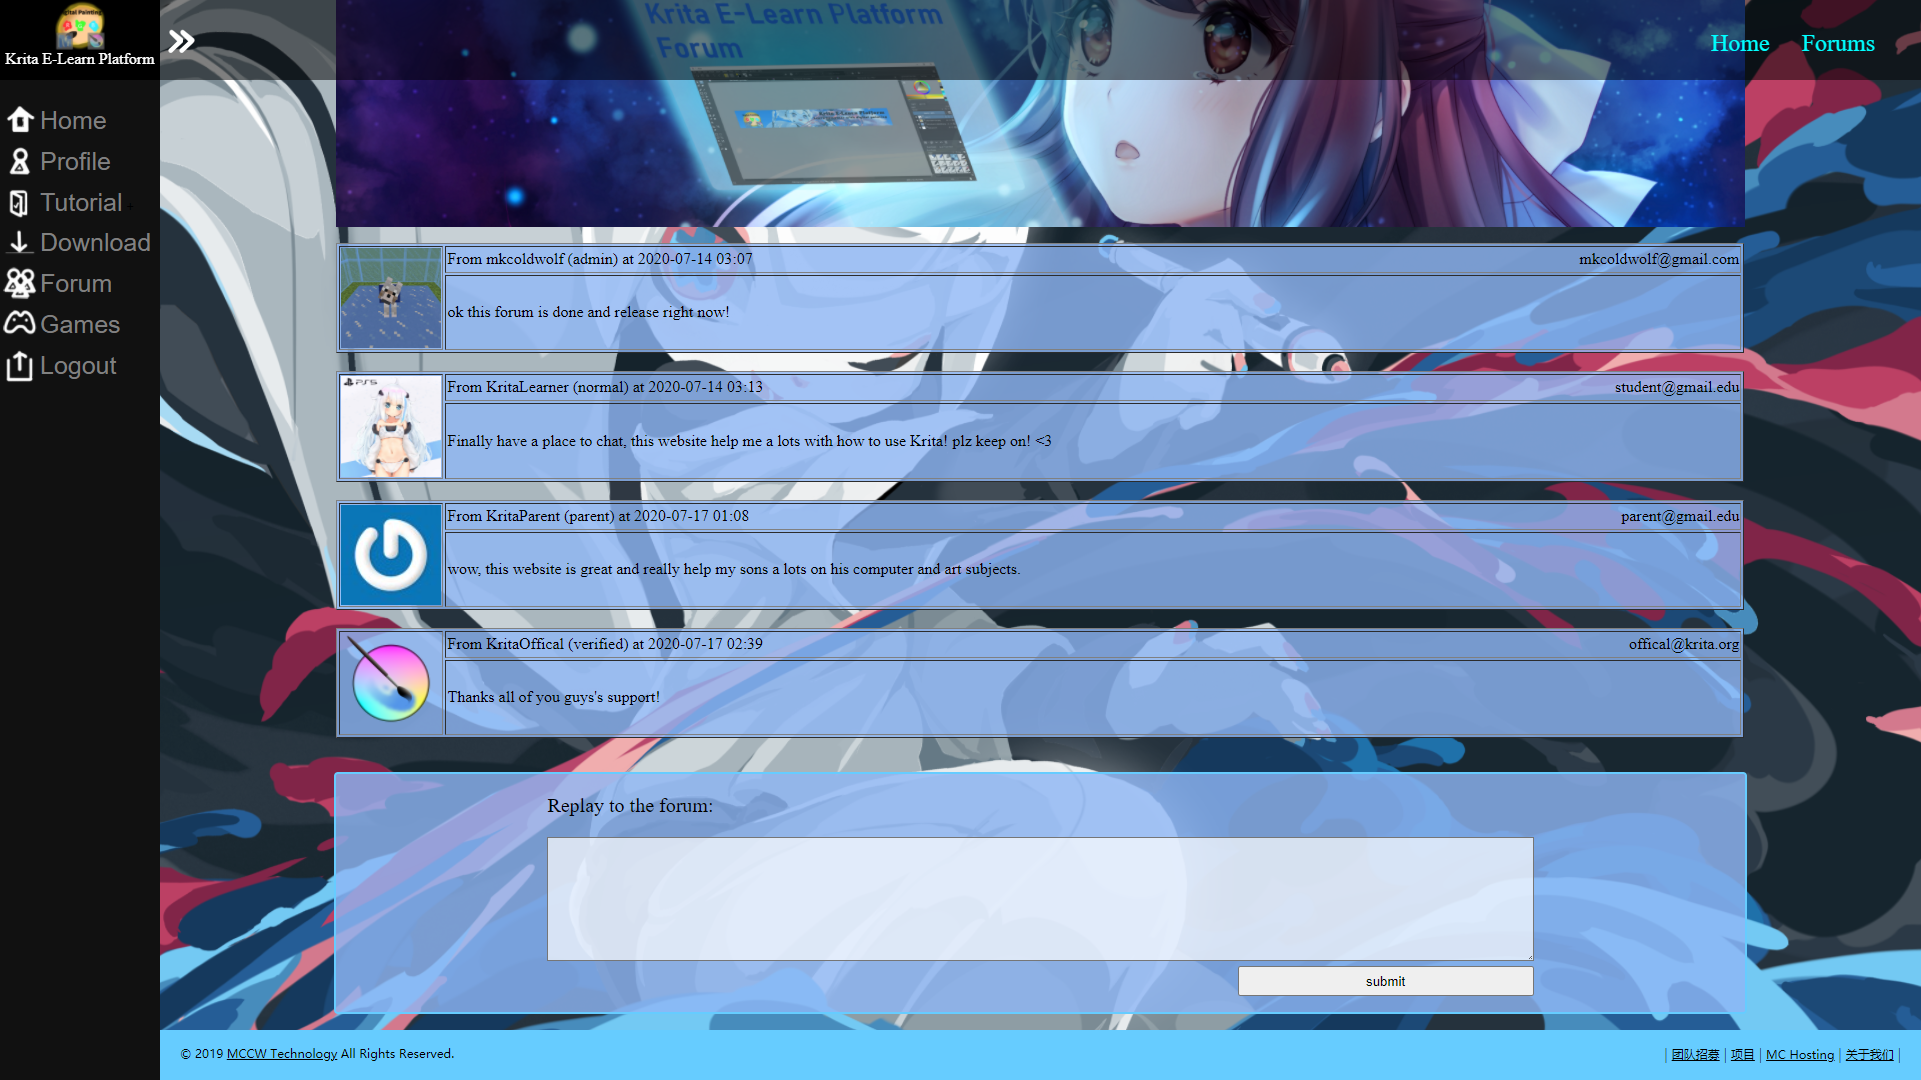 Digital Painting
Krita E-Learn Platform
Home
Profile
Tutorial
Download
Forum
Games
Logout
Krita E-Learn Platform
Forum
Home Forums
From mkcoldwolf (admin) at 2020-07-14 03:07 mkcoldwolf@gmail.com
ok this forum is done and release right now!
PS5
From KritaLearner (normal) at 2020-07-14 03:13 student@gmail.edu
Finally have a place to chat, this website help me a lots with how to use Krita! plz keep on! <3
From KritaParent (parent) at 2020-07-17 01:08 parent@gmail.edu
wow, this website is great and really help my sons a lots on his computer and art subjects.
From KritaOffical (verified) at 2020-07-17 02:39 offical@krita.org
Thanks all of you guys's support!
Replay to the forum:
submit
© 2019 MCCW Technology All Rights Reserved. | 团队招募 | 项目 | MC Hosting | 关于我们 |